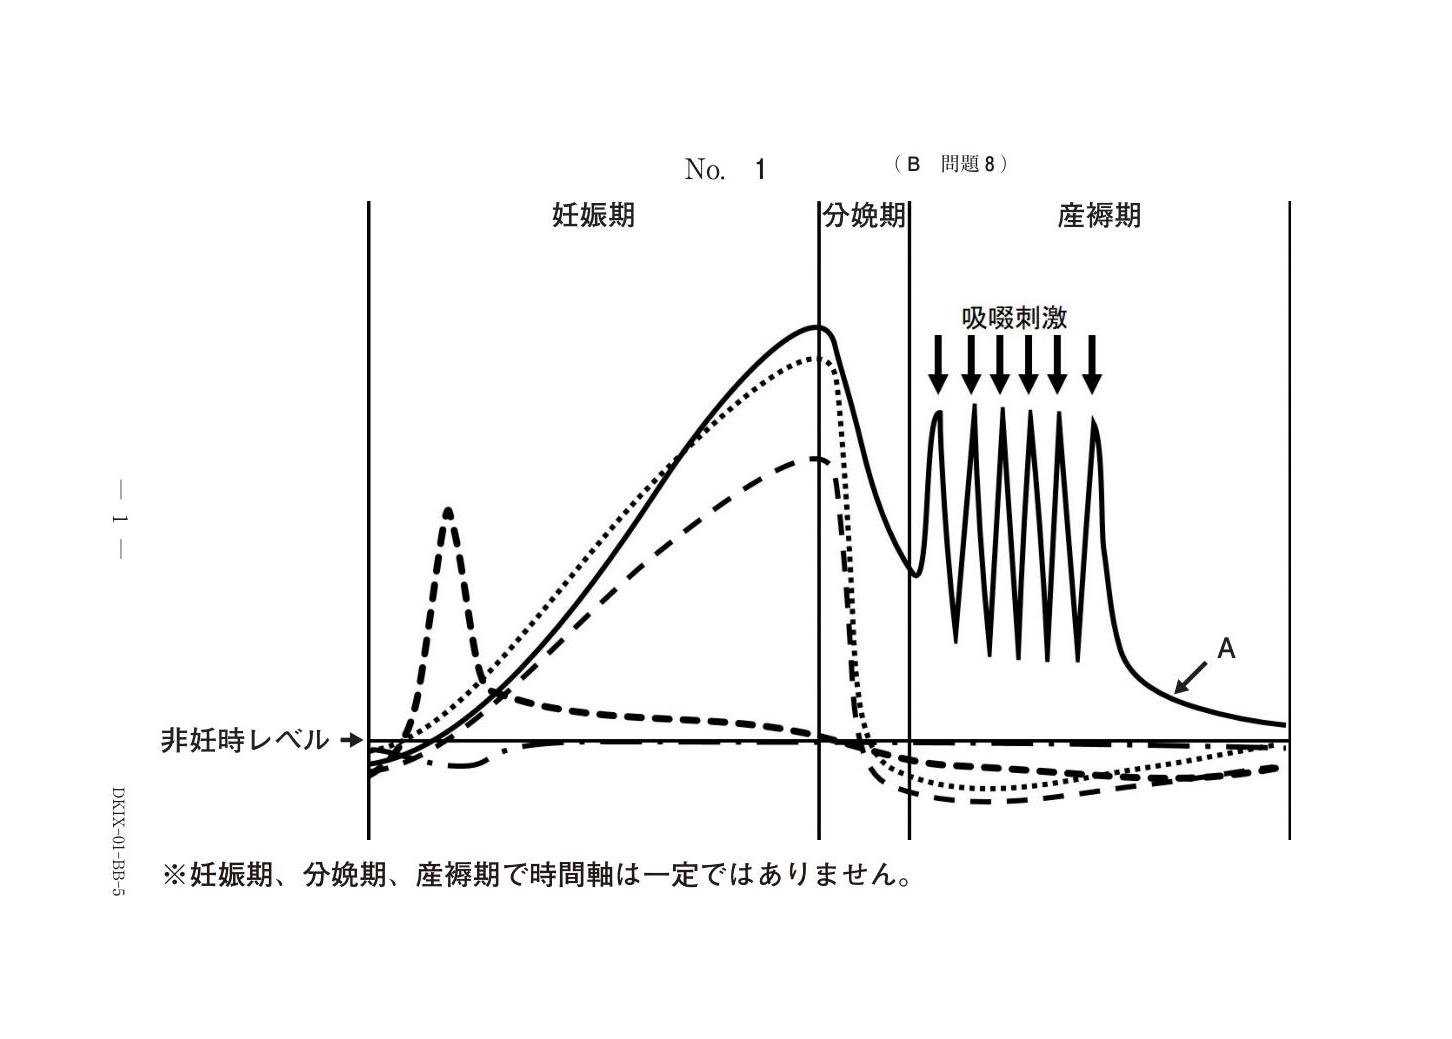 No. 1
（B 問題 8）
妊娠期
分娩期
産褥期
吸啜刺激
A
非妊時レベル
※妊娠期、分娩期、産褥期で時間軸は一定ではありません。
— 1 —
DKIX-01-BB-5